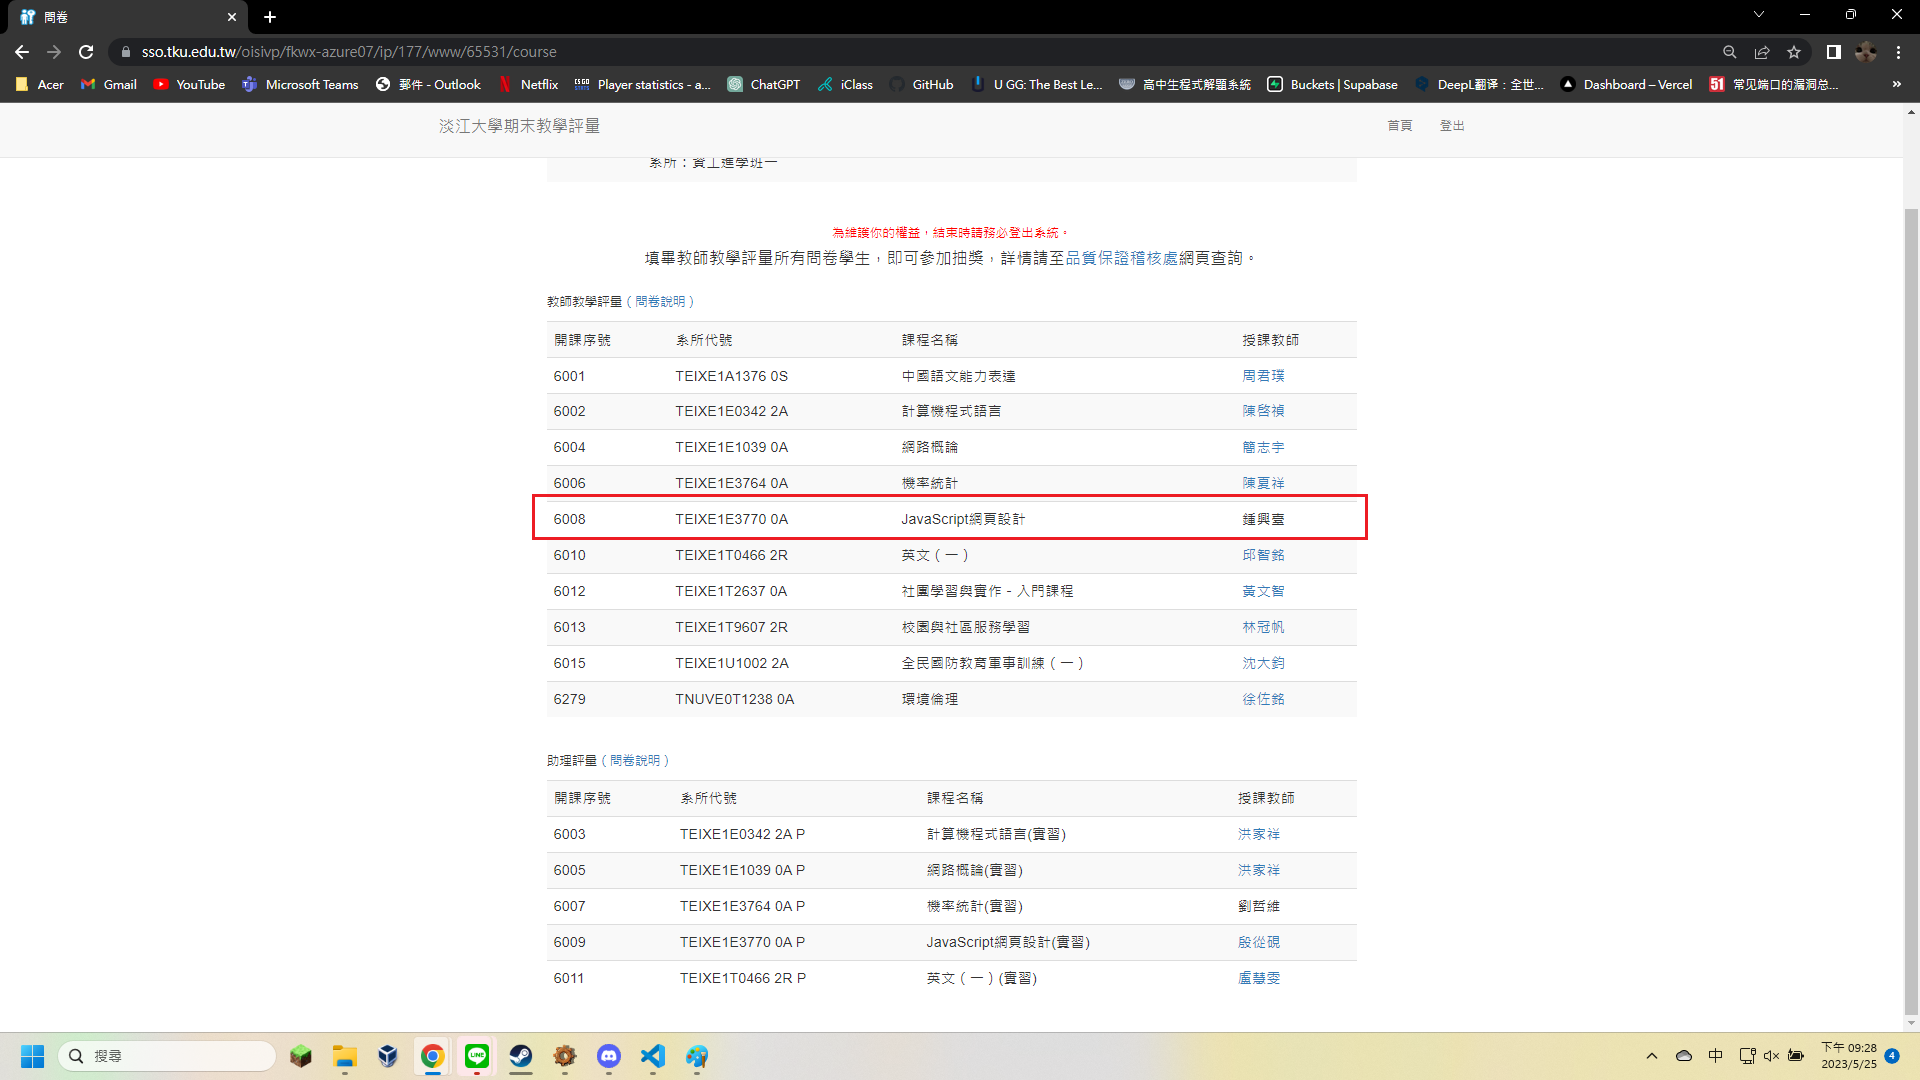 問卷
sso.tku.edu.tw/oisivp/fkwx-azure07/ip/177/www/65531/course
Acer Gmail YouTube Microsoft Teams 郵件 - Outlook Netflix Player statistics - a... ChatGPT iClass GitHub U GG: The Best Le... 高中生程式解題系統 Buckets | Supabase DeepL翻译：全世... Dashboard – Vercel 51 常见端口的漏洞总...
淡江大學期末教學評量 首頁 登出
系所：資工進學班一
為維護你的權益，結束時請務必登出系統。
填畢教師教學評量所有問卷學生，即可參加抽獎，詳情請至品質保證稽核處網頁查詢。
教師教學評量（問卷說明）
開課序號 系所代號 課程名稱 授課教師
6001 TEIXE1A1376 0S 中國語文能力表達 周君璞
6002 TEIXE1E0342 2A 計算機程式語言 陳啓禎
6004 TEIXE1E1039 0A 網路概論 簡志宇
6006 TEIXE1E3764 0A 機率統計 陳夏祥
6008 TEIXE1E3770 0A JavaScript網頁設計 鍾興臺
6010 TEIXE1T0466 2R 英文（一） 邱智銘
6012 TEIXE1T2637 0A 社團學習與實作－入門課程 黃文智
6013 TEIXE1T9607 2R 校園與社區服務學習 林冠帆
6015 TEIXE1U1002 2A 全民國防教育軍事訓練（一） 沈大鈞
6279 TNUVE0T1238 0A 環境倫理 徐佐銘
助理評量（問卷說明）
開課序號 系所代號 課程名稱 授課教師
6003 TEIXE1E0342 2A P 計算機程式語言(實習) 洪家祥
6005 TEIXE1E1039 0A P 網路概論(實習) 洪家祥
6007 TEIXE1E3764 0A P 機率統計(實習) 劉哲維
6009 TEIXE1E3770 0A P JavaScript網頁設計(實習) 殷從硯
6011 TEIXE1T0466 2R P 英文（一）(實習) 盧慧雯
搜尋 LINE 中 下午 09:28 4
2023/5/25